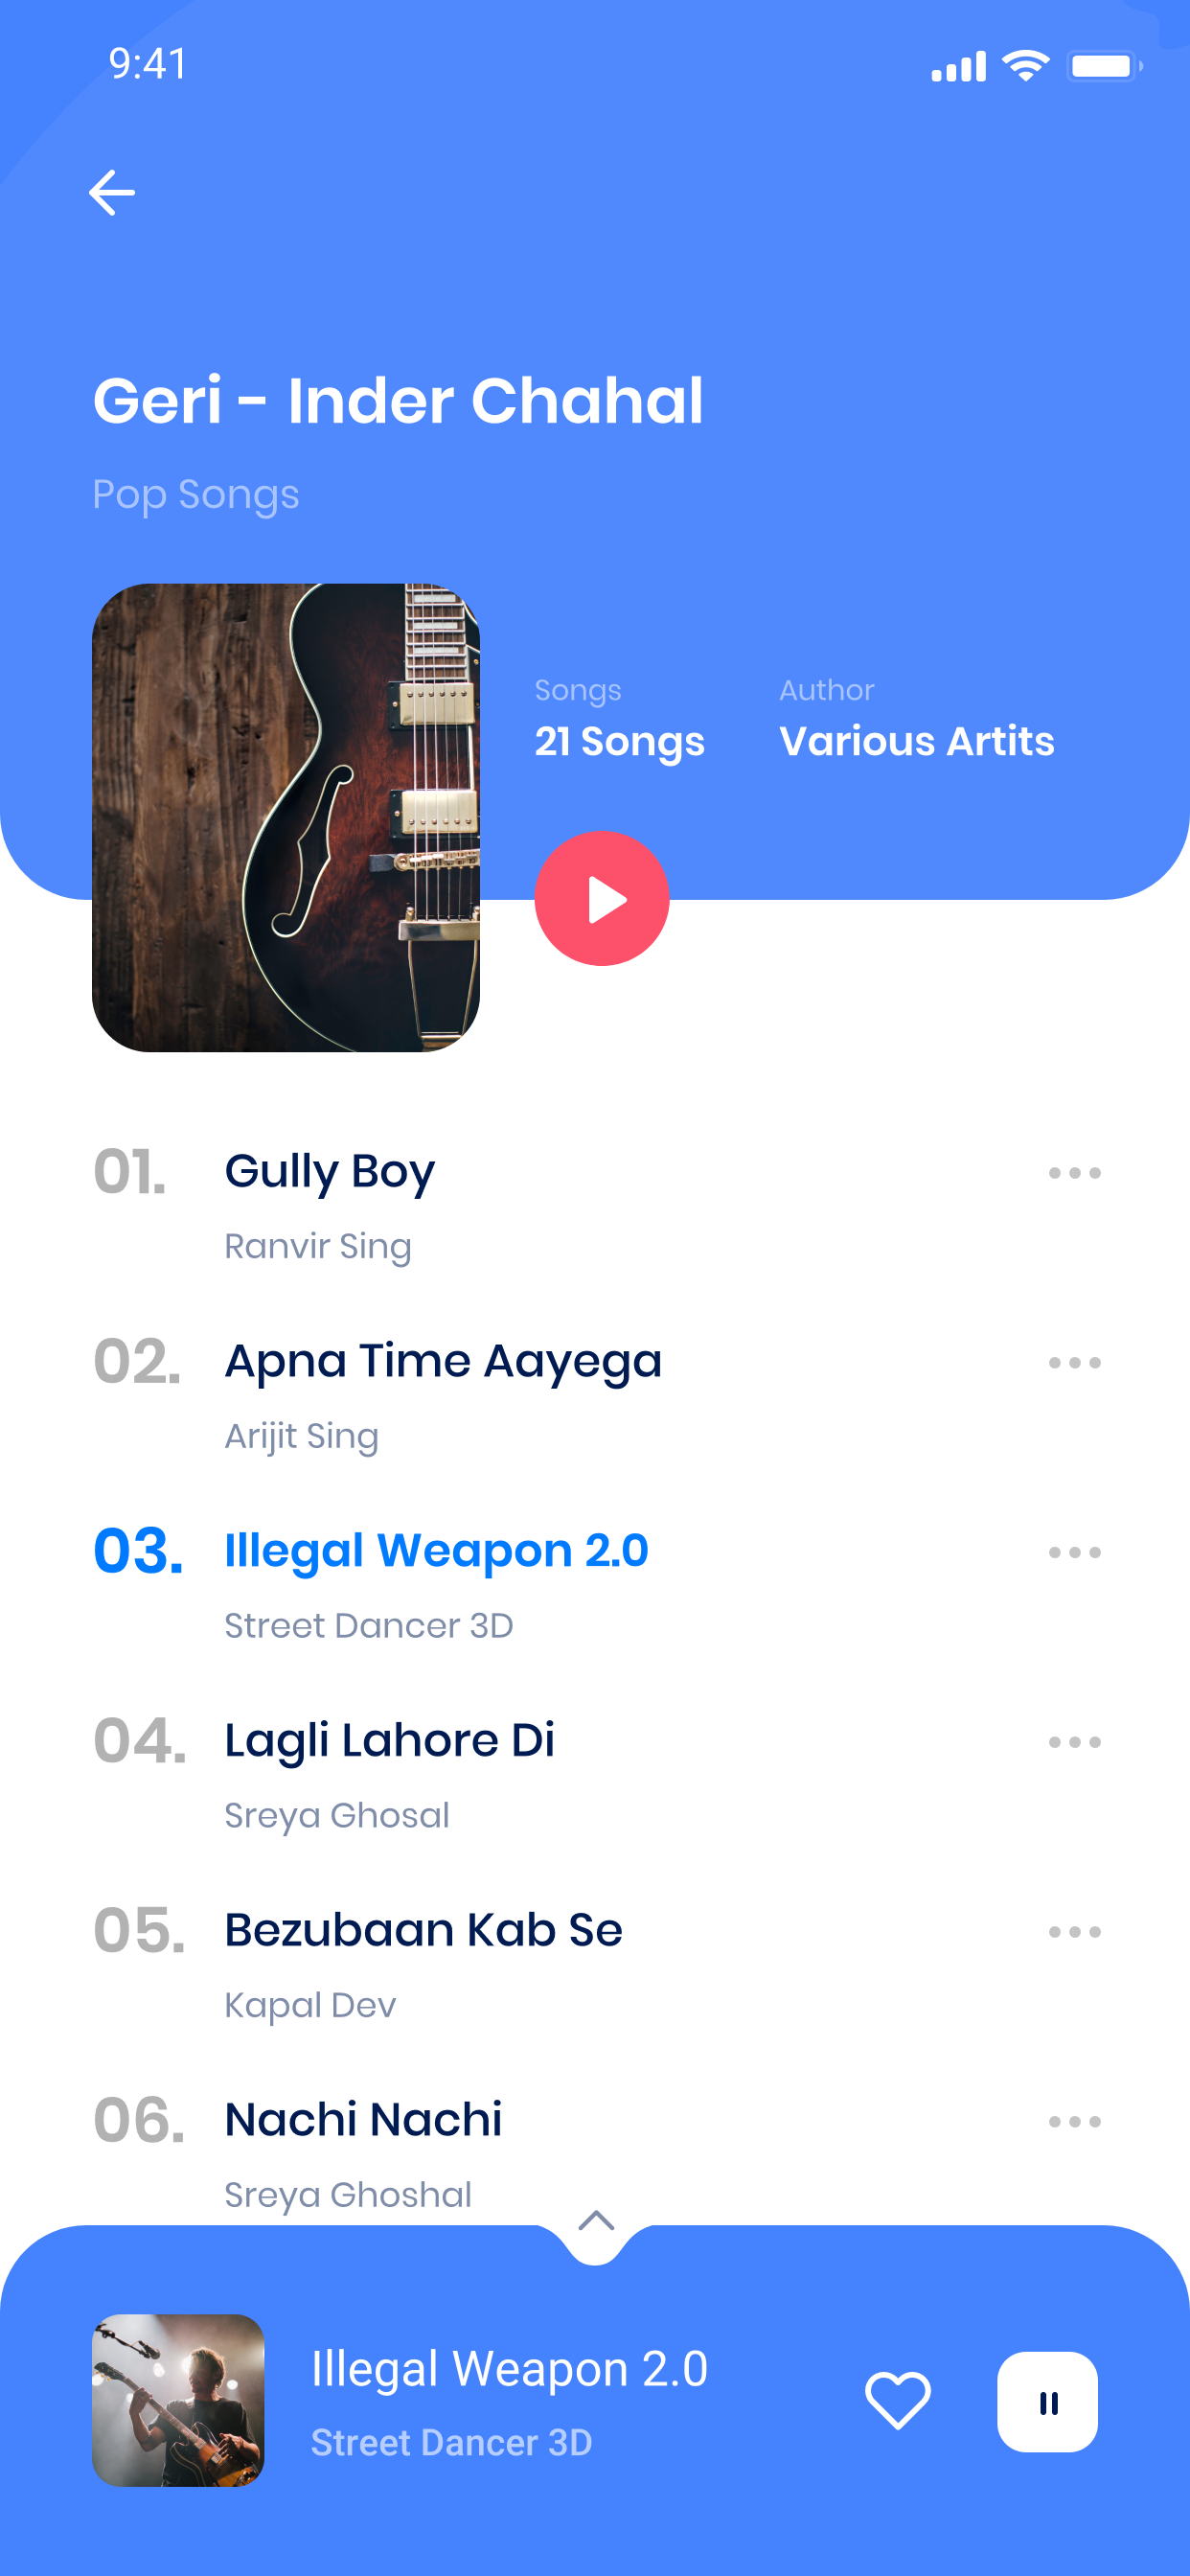 9:41
Geri - Inder Chahal
Pop Songs
Songs
Author
21 Songs
Various Artits
01.
Gully Boy
Ranvir Sing
02.
Apna Time Aayega
Arijit Sing
03.
Illegal Weapon 2.0
Street Dancer 3D
04.
Lagli Lahore Di
Sreya Ghosal
05.
Bezubaan Kab Se
Kapal Dev
06.
Nachi Nachi
Sreya Ghoshal
Illegal Weapon 2.0
Street Dancer 3D